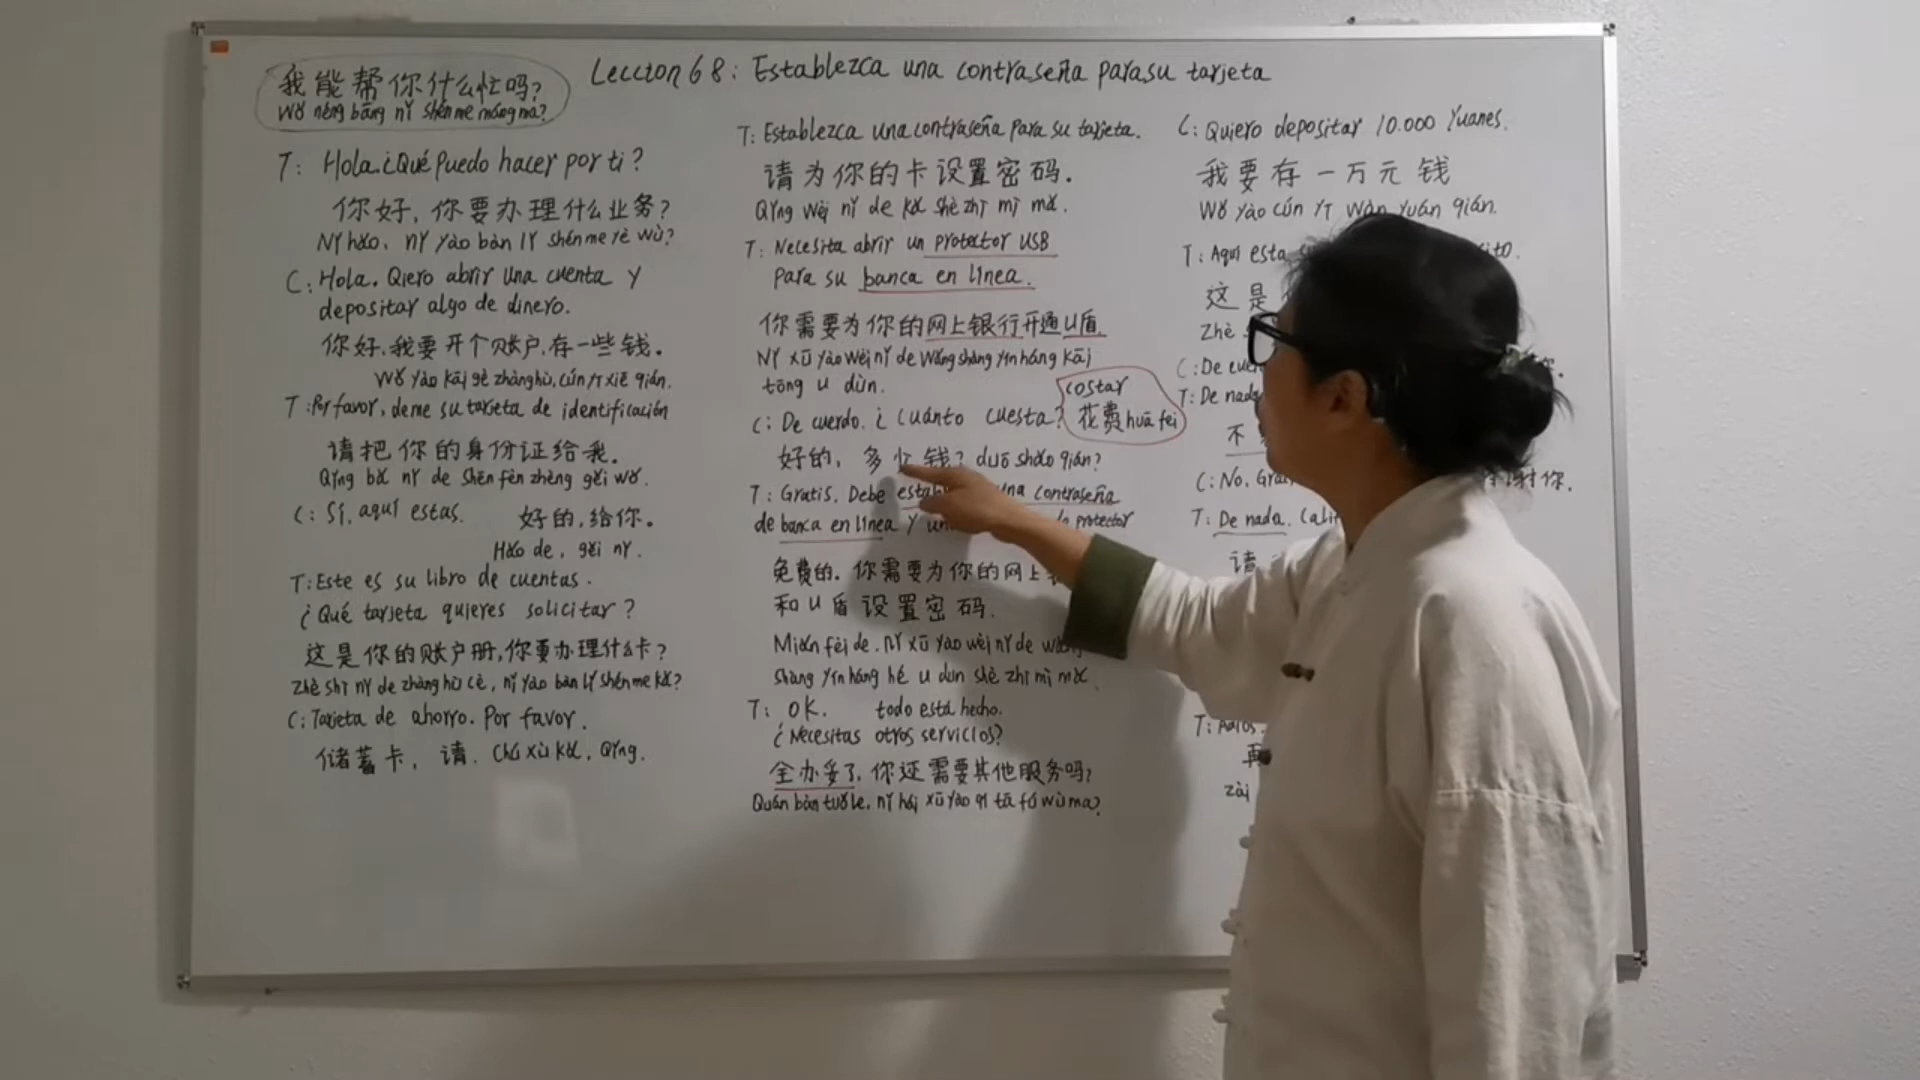 我能帮你什么忙吗?
Wǒ néng bāng nǐ shén me máng ma?
Leccion 68: Establezca una contraseña para su tarjeta
T: Hola.¿Qué puedo hacer por ti?
你好,你要办理什么业务?
Nǐ hǎo, nǐ yào bàn lǐ shén me yè wù?
C: Hola. Qiero abrir una cuenta y
depositar algo de dinero.
你好,我要开个账户,存一些钱。
Wǒ yào kāi gè zhàng hù, cún yī xiē qián.
T: Por favor, deme su tarjeta de identificación
请把你的身份证给我。
Qǐng bǎ nǐ de shēn fèn zhèng gěi wǒ.
C: Sí, aquí estas. 好的,给你。
Hǎo de, gěi nǐ.
T: Este es su libro de cuentas.
¿Qué tarjeta quieres solicitar?
这是你的账户册,你要办理什么卡?
Zhè shì nǐ de zhàng hù cè, nǐ yào bàn lǐ shén me kǎ?
C: Tarjeta de ahorro. Por favor.
储蓄卡,请. Chú xù kǎ, Qǐng.
T: Establezca una contraseña para su tarjeta.
请为你的卡设置密码.
Qǐng wèi nǐ de kǎ shè zhì mì mǎ.
T: Necesita abrir un protector USB
para su banca en línea.
你需要为你的网上银行开通U盾.
Nǐ xū yào wèi nǐ de wǎng shàng yín háng kāi
tōng u dùn.
C: De cuerdo. ¿cuánto cuesta?
costar
花费 huā fei
好的, 多少钱? duō shǎo qián?
T: Gratis. Debe una contraseña
de banca en línea y protector
免费的. 你需要为你的网上
和U盾设置密码.
Miǎn fèi de. Nǐ xū yào wèi nǐ de
shàng yín háng hé u dùn shè zhì mì mǎ.
T: OK. todo está hecho.
¿Necesitas otros servicios?
全办妥了,你还需要其他服务吗?
Quán bàn tuǒ le, nǐ hái xū yào qí tā fú wù ma?
C: Quiero depositar 10.000 Yuanes.
我要存一万元钱
Wǒ yào cún yī wàn yuán qián.
T: Aquí esta
这是
Zhè
C: De
T: De nada
不
C: No, 你.
T: De nada.
请
T: Adios.
再
zài